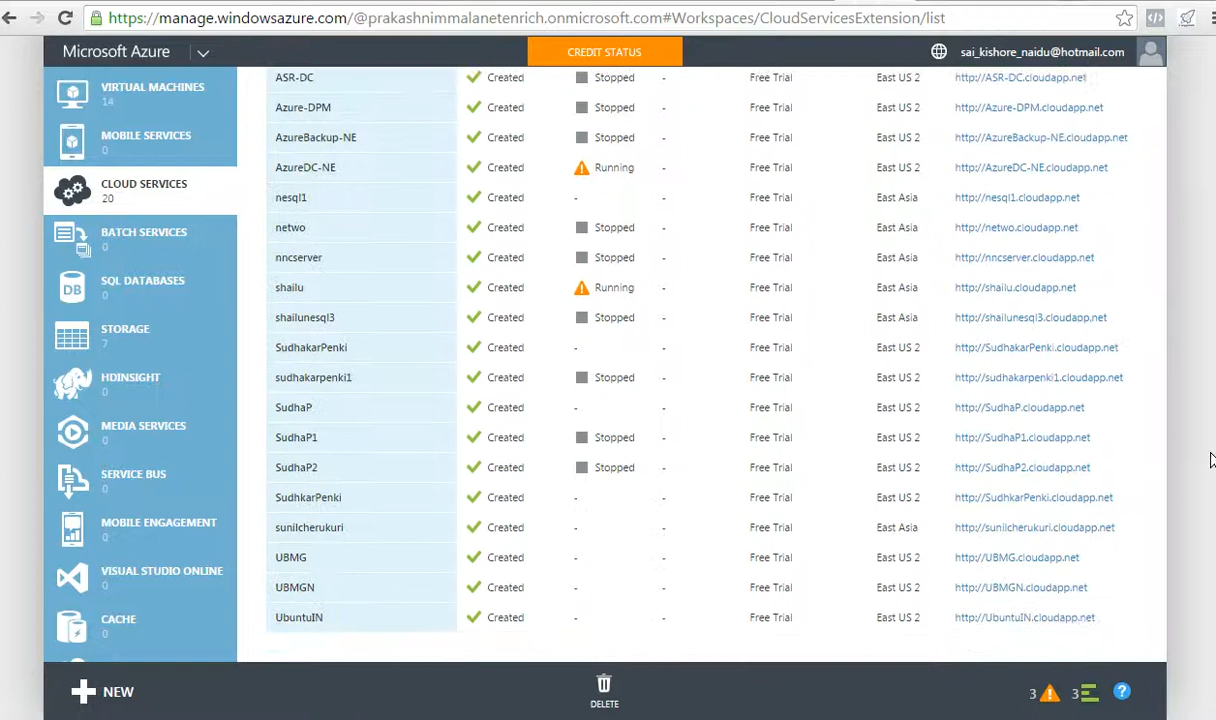 https://manage.windowsazure.com/@prakashnimmalanetenrich.onmicrosoft.com#Workspaces/CloudServicesExtension/list
Microsoft Azure
CREDIT STATUS
sai_kishore_naidu@hotmail.com
VIRTUAL MACHINES
14
MOBILE SERVICES
0
CLOUD SERVICES
20
BATCH SERVICES
0
SQL DATABASES
0
DB
STORAGE
7
HDINSIGHT
0
MEDIA SERVICES
0
SERVICE BUS
0
MOBILE ENGAGEMENT
0
VISUAL STUDIO ONLINE
0
CACHE
0
ASR-DC Created Stopped - Free Trial East US 2 http://ASR-DC.cloudapp.net
Azure-DPM Created Stopped - Free Trial East US 2 http://Azure-DPM.cloudapp.net
AzureBackup-NE Created Stopped - Free Trial East US 2 http://AzureBackup-NE.cloudapp.net
AzureDC-NE Created Running - Free Trial East US 2 http://AzureDC-NE.cloudapp.net
nesql1 Created - - Free Trial East Asia http://nesql1.cloudapp.net
netwo Created Stopped - Free Trial East Asia http://netwo.cloudapp.net
nncserver Created Stopped - Free Trial East Asia http://nncserver.cloudapp.net
shailu Created Running - Free Trial East Asia http://shailu.cloudapp.net
shailunesql3 Created Stopped - Free Trial East Asia http://shailunesql3.cloudapp.net
SudhakarPenki Created - - Free Trial East US 2 http://SudhakarPenki.cloudapp.net
sudhakarpenki1 Created Stopped - Free Trial East US 2 http://sudhakarpenki1.cloudapp.net
SudhaP Created - - Free Trial East US 2 http://SudhaP.cloudapp.net
SudhaP1 Created Stopped - Free Trial East US 2 http://SudhaP1.cloudapp.net
SudhaP2 Created Stopped - Free Trial East US 2 http://SudhaP2.cloudapp.net
SudhkarPenki Created - - Free Trial East US 2 http://SudhkarPenki.cloudapp.net
sunilcherukuri Created - - Free Trial East Asia http://sunilcherukuri.cloudapp.net
UBMG Created - - Free Trial East US 2 http://UBMG.cloudapp.net
UBMGN Created - - Free Trial East US 2 http://UBMGN.cloudapp.net
UbuntuIN Created - - Free Trial East US 2 http://UbuntuIN.cloudapp.net
NEW
DELETE
3 3 ?